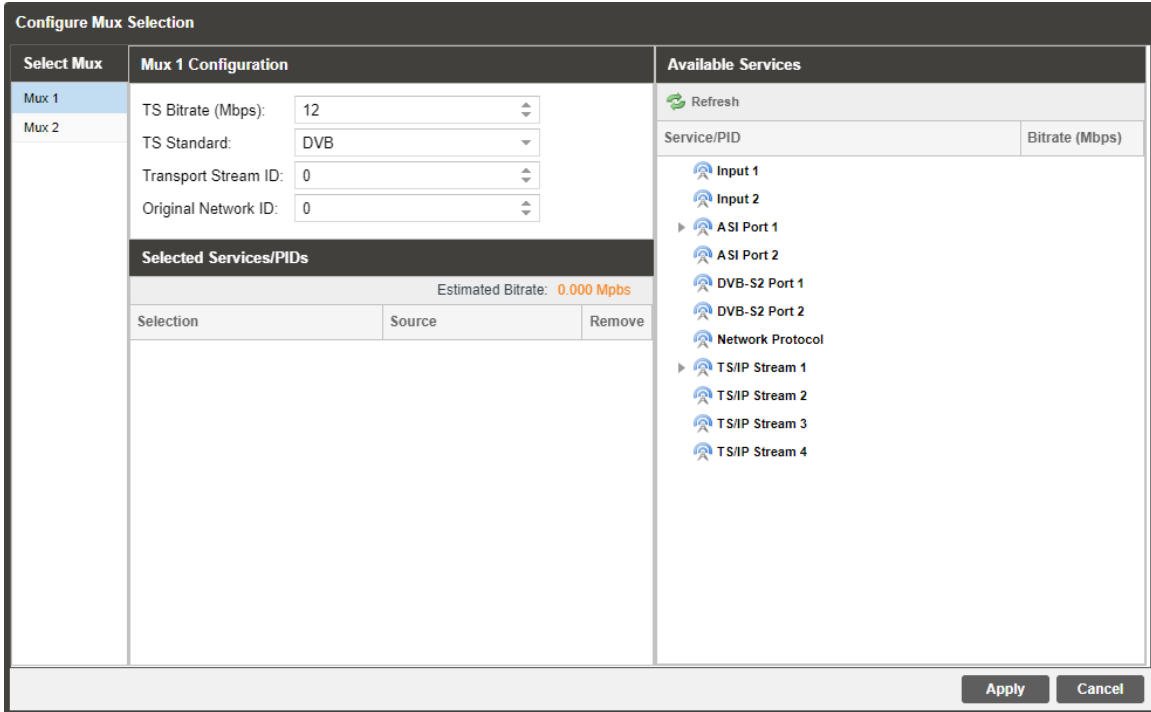 Configure Mux Selection
Select Mux
Mux 1
Mux 2
Mux 1 Configuration
TS Bitrate (Mbps): 12
TS Standard: DVB
Transport Stream ID: 0
Original Network ID: 0
Selected Services/PIDs
Estimated Bitrate: 0.000 Mpbs
Selection Source Remove
Available Services
Refresh
Service/PID Bitrate (Mbps)
Input 1
Input 2
ASI Port 1
ASI Port 2
DVB-S2 Port 1
DVB-S2 Port 2
Network Protocol
TS/IP Stream 1
TS/IP Stream 2
TS/IP Stream 3
TS/IP Stream 4
Apply Cancel